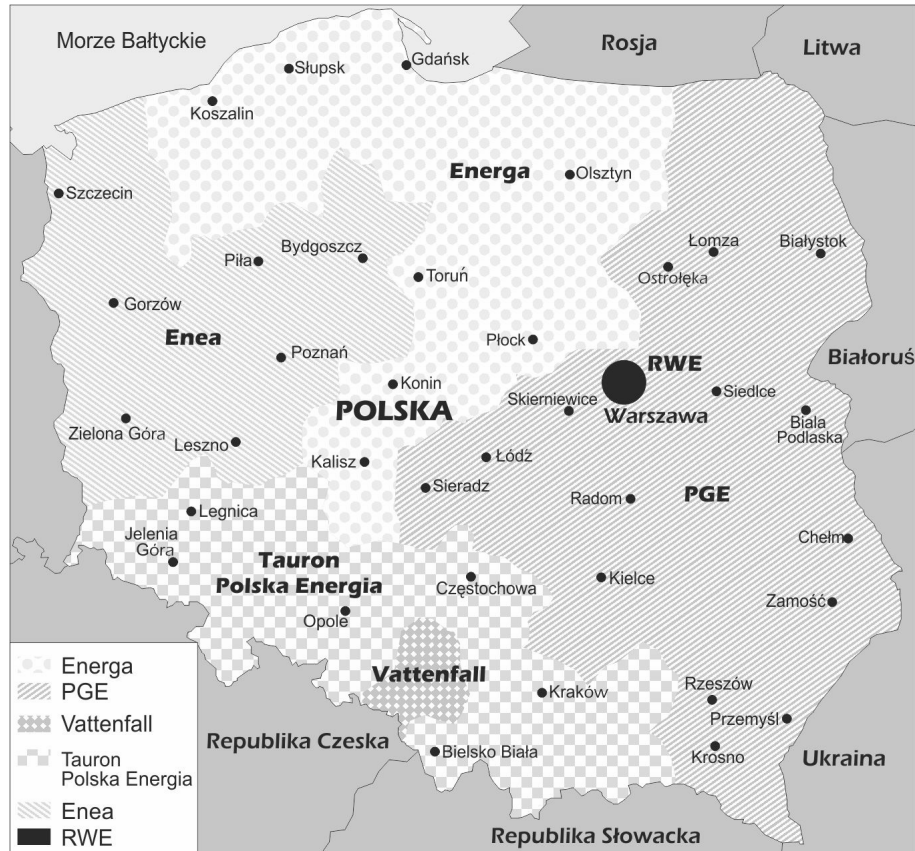 Morze Bałtyckie
Rosja
Litwa
Słupsk
Gdańsk
Koszalin
Energa
Olsztyn
Szczecin
Bydgoszcz
Piła
Toruń
Łomza
Białystok
Ostrołęka
Gorzów
Enea
Poznań
Płock
RWE
Białoruś
Konin
POLSKA
Skierniewice
Warszawa
Siedlce
Biala
Podlaska
Zielona Góra
Leszno
Kalisz
Łódź
Sieradz
Radom
PGE
Legnica
Jelenia
Góra
Chełm
Tauron
Polska Energia
Częstochowa
Kielce
Zamość
Opole
Vattenfall
Kraków
Rzeszów
Przemyśl
Krosno
Bielsko Biała
Republika Czeska
Ukraina
Republika Słowacka
Energa
PGE
Vattenfall
Tauron
Polska Energia
Enea
RWE